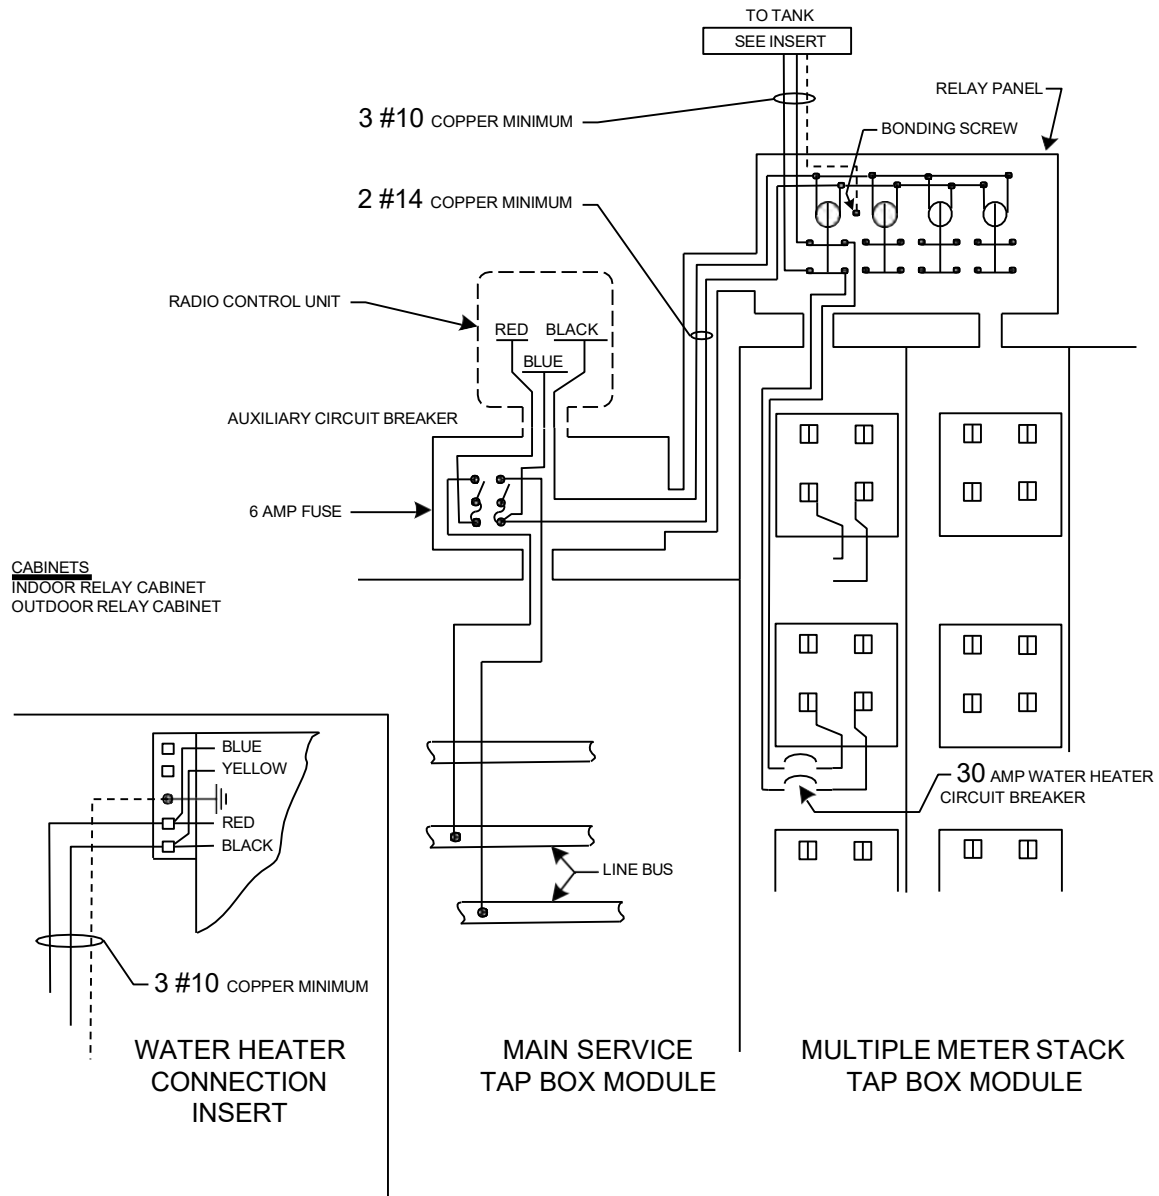 TO TANK
SEE INSERT
RELAY PANEL
3 #10 COPPER MINIMUM
BONDING SCREW
2 #14 COPPER MINIMUM
RADIO CONTROL UNIT
RED BLACK
BLUE
AUXILIARY CIRCUIT BREAKER
6 AMP FUSE
CABINETS
INDOOR RELAY CABINET
OUTDOOR RELAY CABINET
BLUE
YELLOW
RED
BLACK
30 AMP WATER HEATER
CIRCUIT BREAKER
LINE BUS
3 #10 COPPER MINIMUM
WATER HEATER
CONNECTION
INSERT
MAIN SERVICE
TAP BOX MODULE
MULTIPLE METER STACK
TAP BOX MODULE